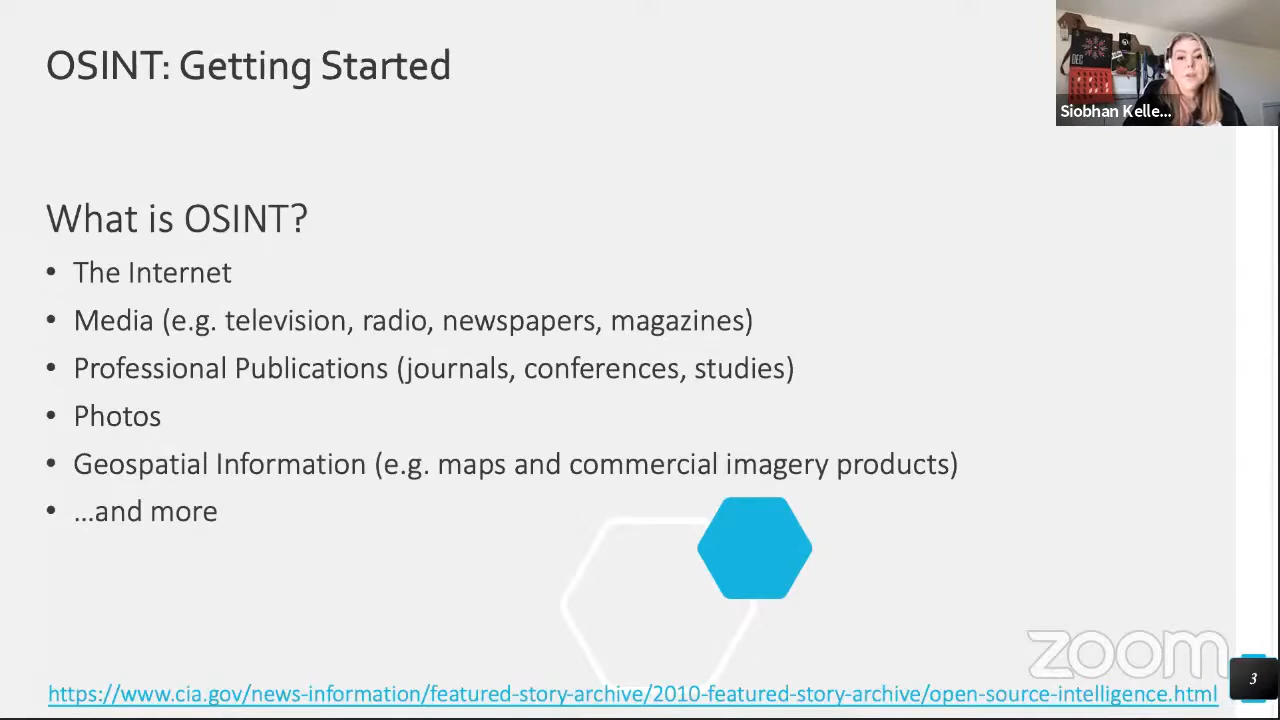 OSINT: Getting Started
DEC
Siobhan Kelle...
What is OSINT?
• The Internet
• Media (e.g. television, radio, newspapers, magazines)
• Professional Publications (journals, conferences, studies)
• Photos
• Geospatial Information (e.g. maps and commercial imagery products)
• ...and more
zoom
https://www.cia.gov/news-information/featured-story-archive/2010-featured-story-archive/open-source-intelligence.html
3